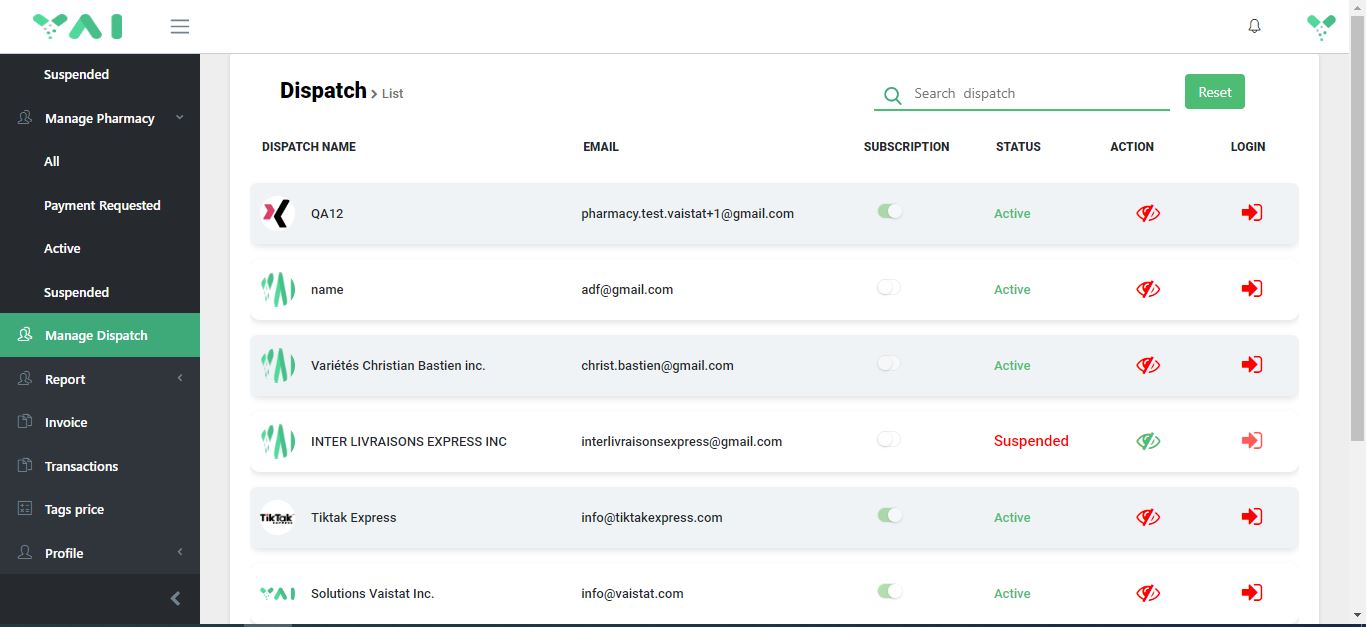 YAI
Suspended
Manage Pharmacy
All
Payment Requested
Active
Suspended
Manage Dispatch
Report
Invoice
Transactions
Tags price
Profile
Dispatch > List
Search dispatch
Reset
DISPATCH NAME EMAIL SUBSCRIPTION STATUS ACTION LOGIN
QA12 pharmacy.test.vaistat+1@gmail.com Active
name adf@gmail.com Active
Variétés Christian Bastien inc. christ.bastien@gmail.com Active
INTER LIVRAISONS EXPRESS INC interlivraisonsexpress@gmail.com Suspended
TikTak EXPRESS Tiktak Express info@tiktakexpress.com Active
YAI Solutions Vaistat Inc. info@vaistat.com Active